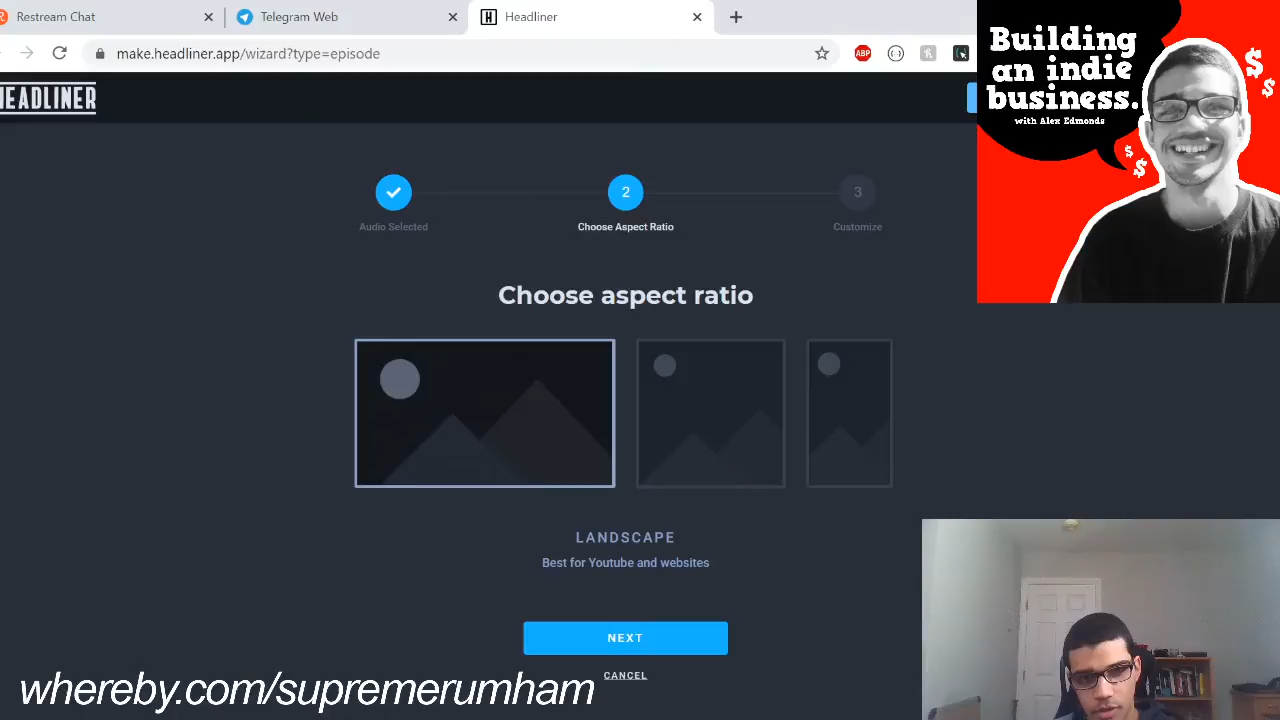 Restream Chat
Telegram Web
Headliner
make.headliner.app/wizard?type=episode
ABP
HEADLINER
2
3
Audio Selected
Choose Aspect Ratio
Customize
Choose aspect ratio
LANDSCAPE
Best for Youtube and websites
NEXT
CANCEL
Building
an indie
business.
with Alex Edmonds
$
$
$
$
whereby.com/supremerumham